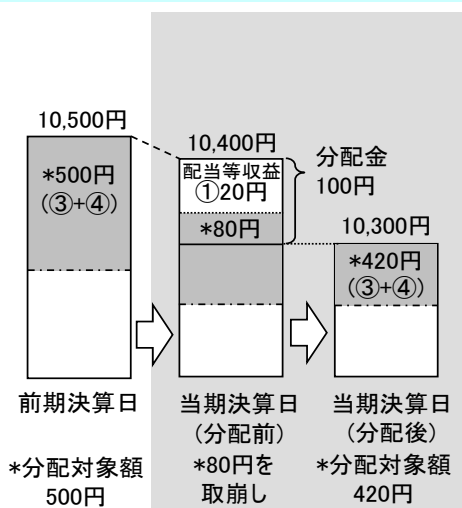 10,500円
*500円
(③+④)
前期決算日
*分配対象額
500円
10,400円
配当等収益
①20円
*80円
分配金
100円
当期決算日
(分配前)
*80円を
取崩し
10,300円
*420円
(③+④)
当期決算日
(分配後)
*分配対象額
420円